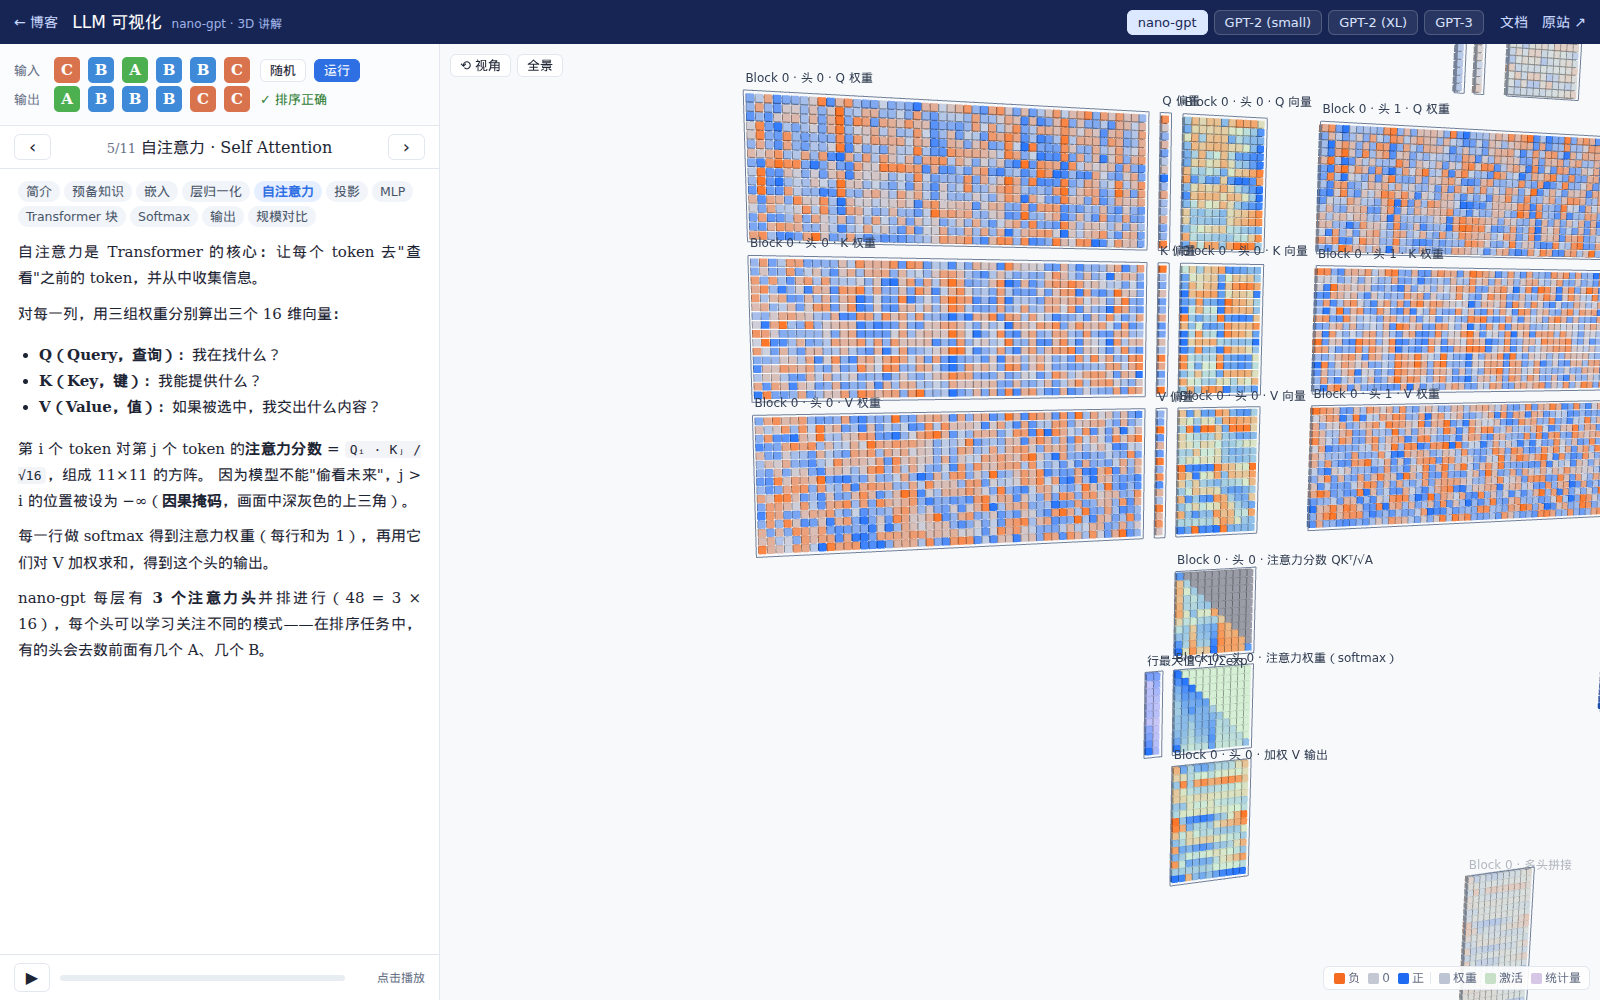 ← 博客 LLM 可视化 nano-gpt · 3D 讲解
nano-gpt GPT-2 (small) GPT-2 (XL) GPT-3 文档 原站 ↗
输入 C B A B B C 随机 运行
输出 A B B B C C ✓ 排序正确
‹ 5/11 自注意力 · Self Attention ›
简介 预备知识 嵌入 层归一化 自注意力 投影 MLP
Transformer 块 Softmax 输出 规模对比
自注意力是 Transformer 的核心：让每个 token 去"查
看"之前的 token，并从中收集信息。
对每一列，用三组权重分别算出三个 16 维向量：
• Q（Query，查询）：我在找什么？
• K（Key，键）：我能提供什么？
• V（Value，值）：如果被选中，我交出什么内容？
第 i 个 token 对第 j 个 token 的注意力分数 = Qᵢ · Kⱼ /
√16，组成 11×11 的方阵。 因为模型不能"偷看未来"，j >
i 的位置被设为 −∞（因果掩码，画面中深灰色的上三角）。
每一行做 softmax 得到注意力权重（每行和为 1），再用它
们对 V 加权求和，得到这个头的输出。
nano-gpt 每层有 3 个注意力头并排进行（48 = 3 ×
16），每个头可以学习关注不同的模式——在排序任务中，
有的头会去数前面有几个 A、几个 B。
▶ 点击播放
⟲ 视角 全景
Block 0 · 头 0 · Q 权重
Q 偏置
Block 0 · 头 0 · Q 向量
Block 0 · 头 1 · Q 权重
Block 0 · 头 0 · K 权重
K 偏置
Block 0 · 头 0 · K 向量
Block 0 · 头 1 · K 权重
Block 0 · 头 0 · V 权重
V 偏置
Block 0 · 头 0 · V 向量
Block 0 · 头 1 · V 权重
Block 0 · 头 0 · 注意力分数 QKᵀ/√A
行最大值 / 1/Σexp
Block 0 · 头 0 · 注意力权重（softmax）
Block 0 · 头 0 · 加权 V 输出
Block 0 · 多头拼接
负 0 正 权重 激活 统计量